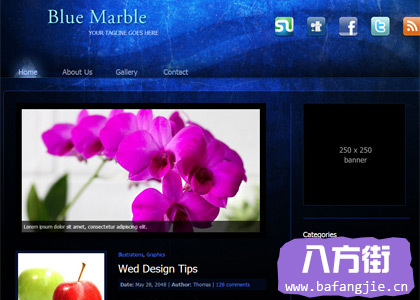 Blue Marble
YOUR TAGLINE GOES HERE
Home
About Us
Gallery
Contact
Lorem ipsum dolor sit amet, consectetur adipiscing elit.
250 x 250
banner
Categories
Illustrations, Graphics
Wed Design Tips
Date: May 28, 2048 | Author: Thomas | 128 comments
八方街
www.bafangjie.cn